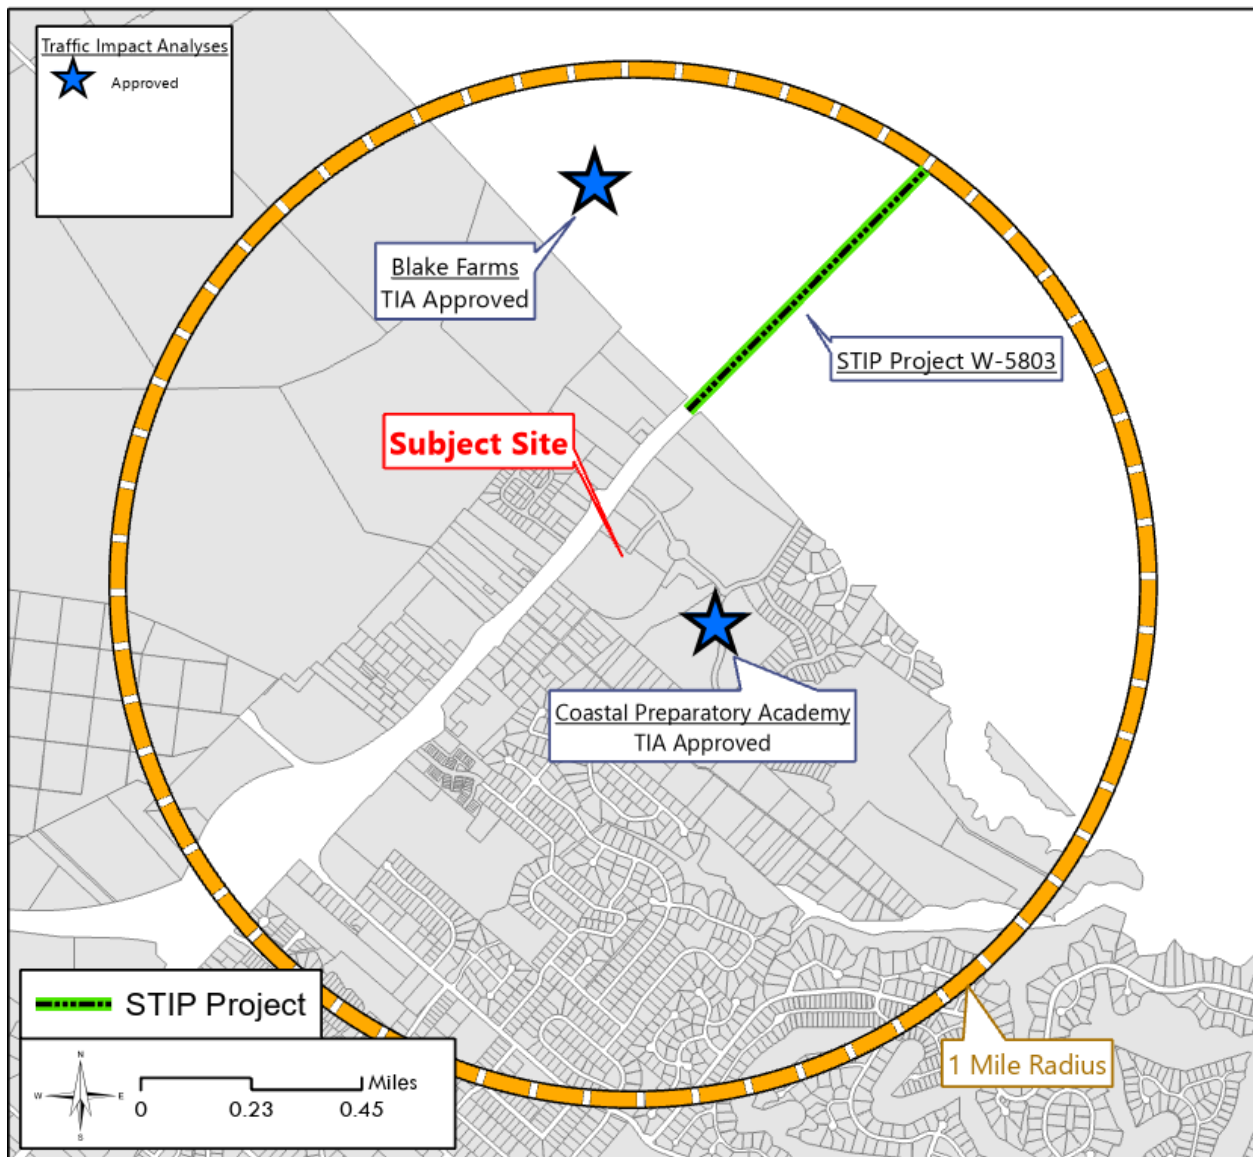 Traffic Impact Analyses
Approved
Blake Farms
TIA Approved
STIP Project W-5803
Subject Site
Coastal Preparatory Academy
TIA Approved
STIP Project
1 Mile Radius
N
W
E
S
Miles
0
0.23
0.45